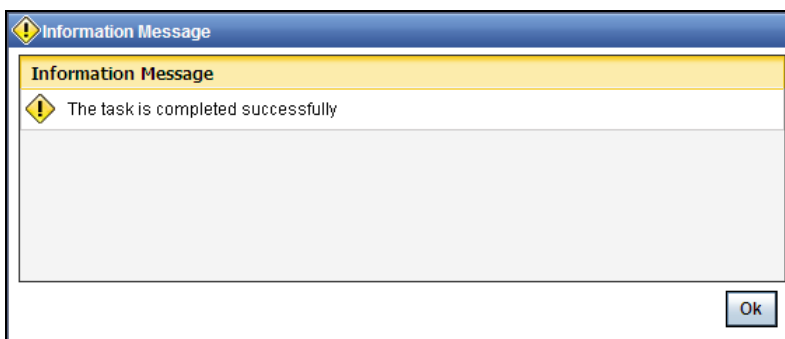 Information Message
Information Message
The task is completed successfully
Ok